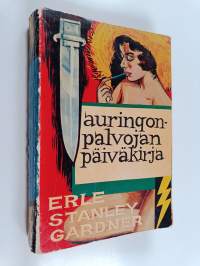 auringon-
palvojan
päiväkirja
ERLE
STANLEY
GARDNER